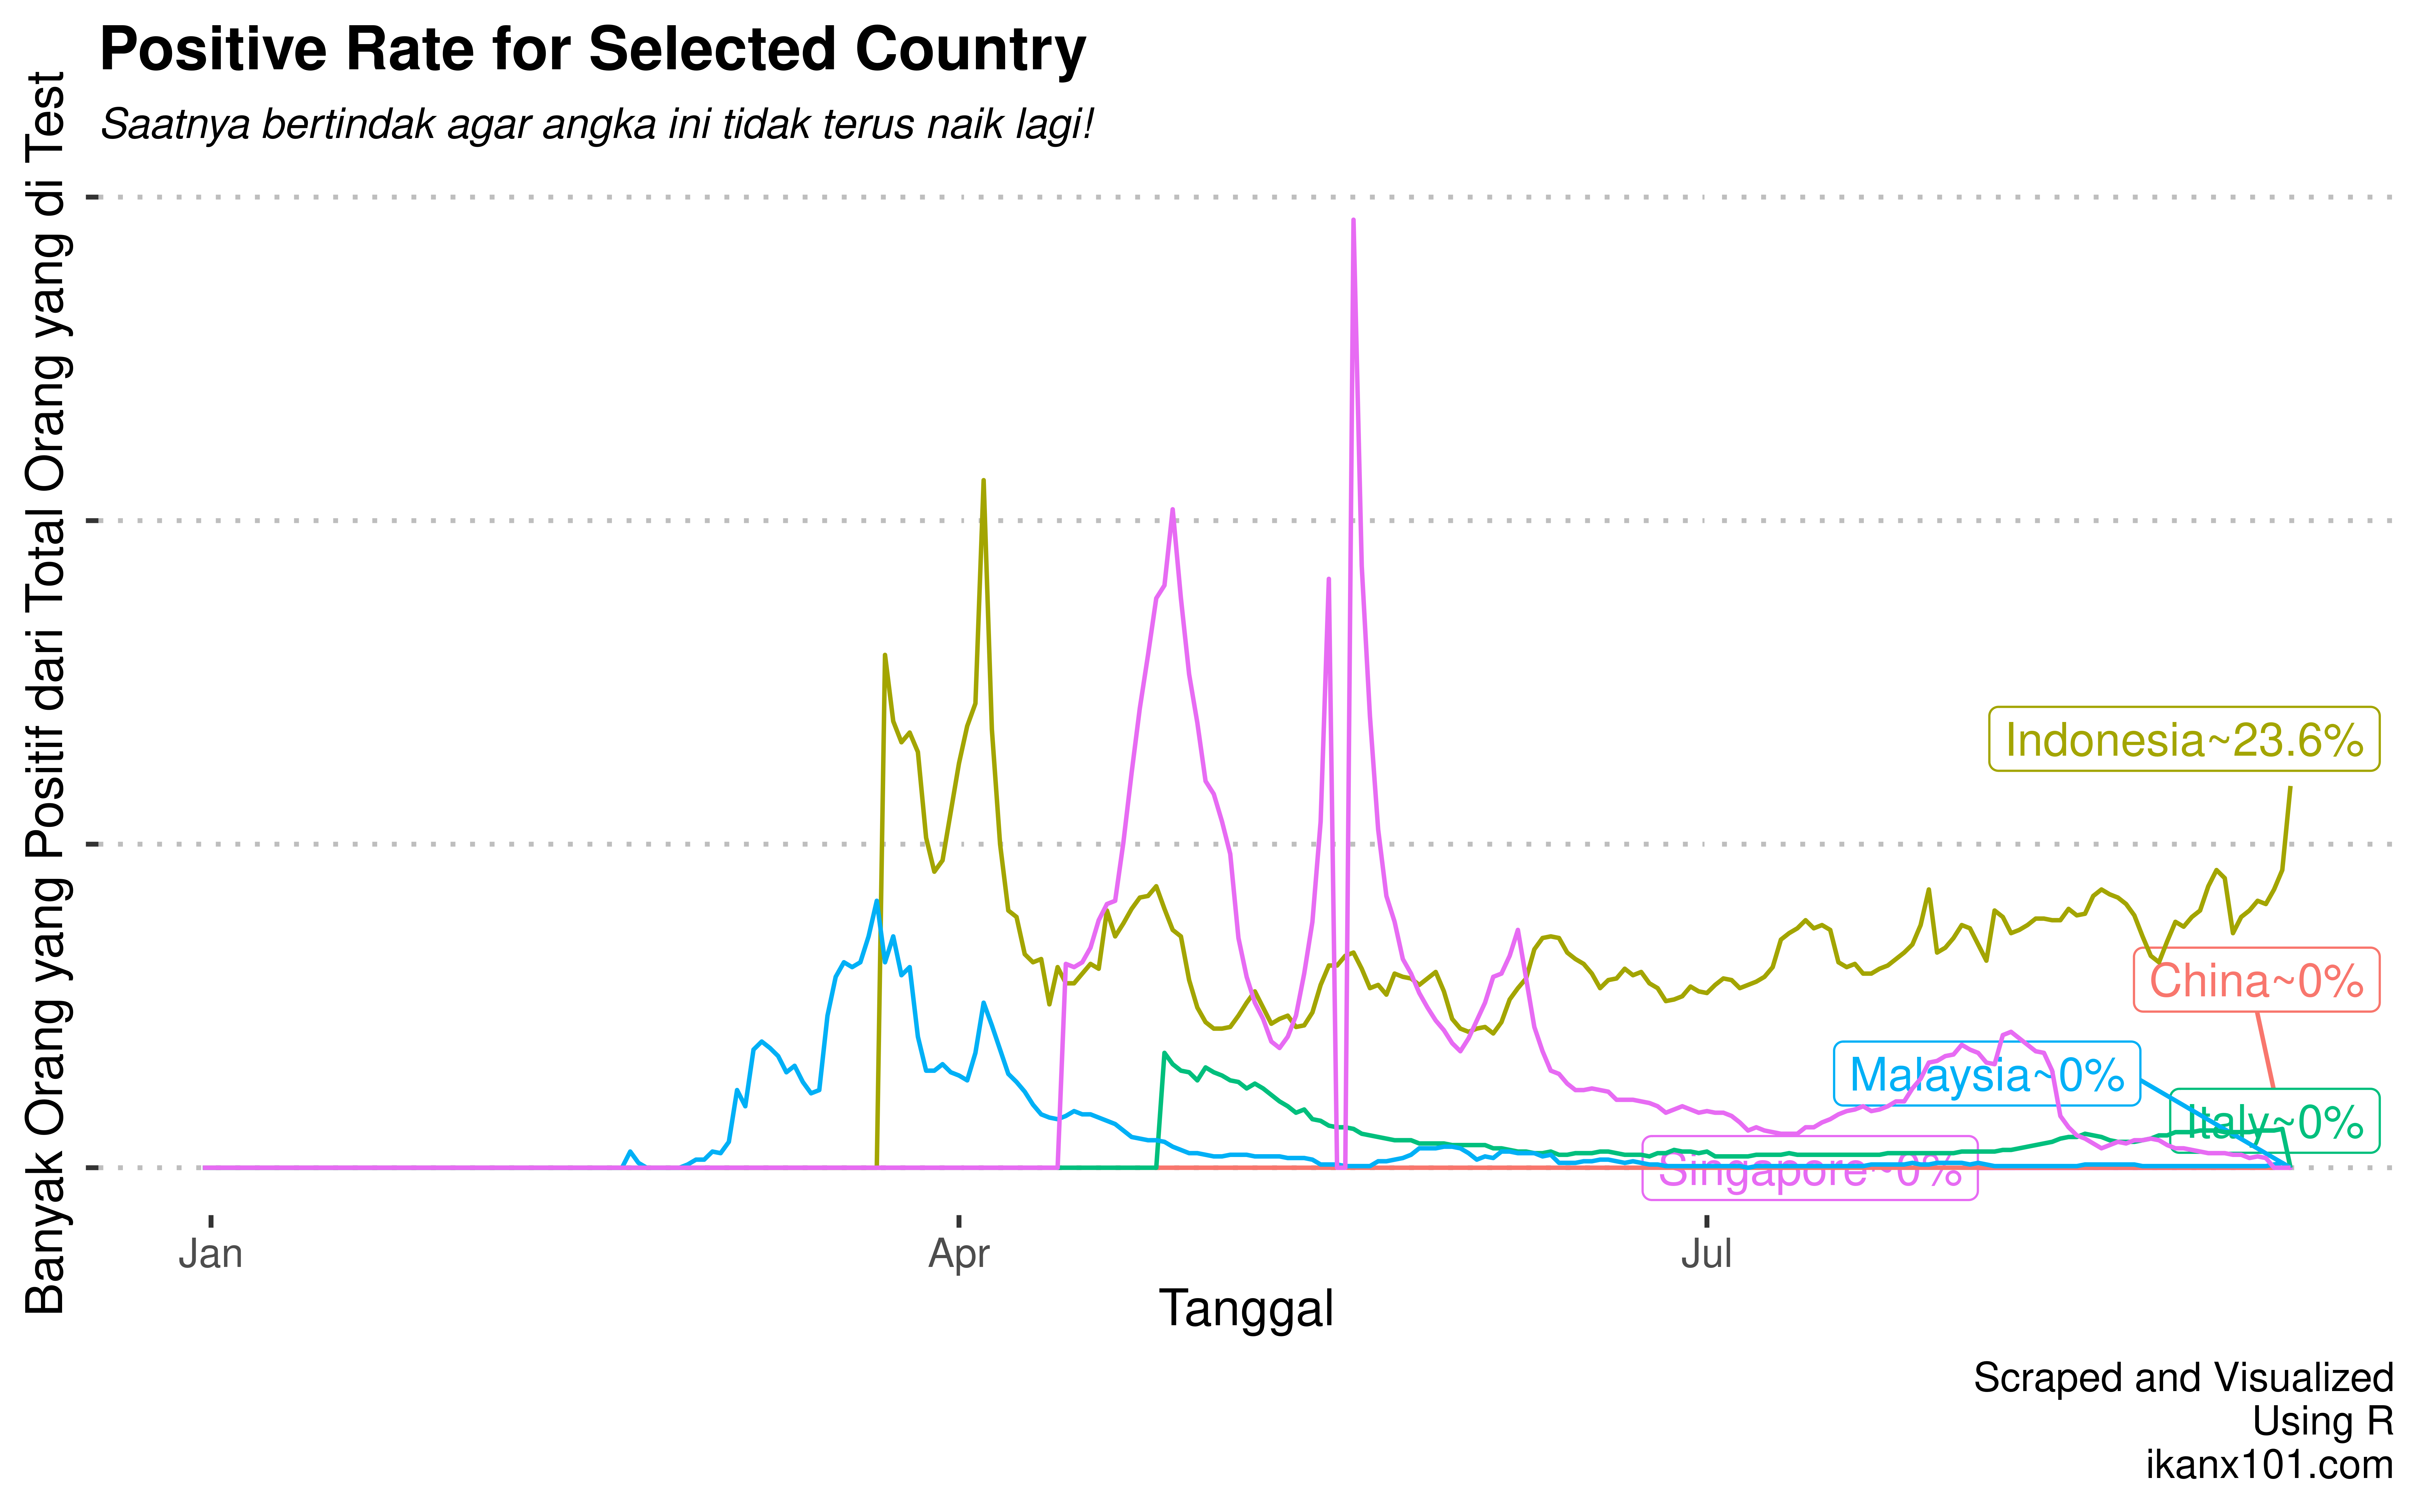 Positive Rate for Selected Country
Saatnya bertindak agar angka ini tidak terus naik lagi!
Banyak Orang yang Positif dari Total Orang yang di Test
Indonesia~23.6%
China~0%
Malaysia~0%
Italy~0%
Singapore~0%
Jan
Apr
Jul
Tanggal
Scraped and Visualized
Using R
ikanx101.com